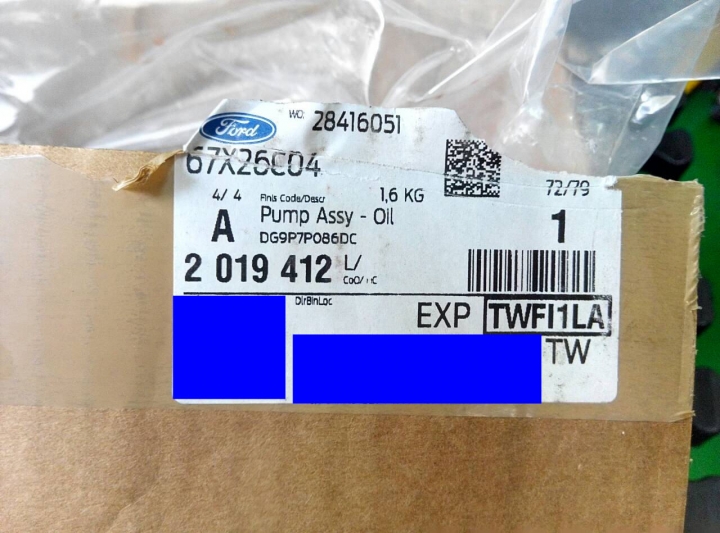 Ford WO: 28416051
67X26C04
4/ 4 Finis Code/Descr 1,6 KG 72/79
A Pump Assy - Oil 1
DG9P7P086DC
2 019 412 L/
DirBinLoc
EXP TWFI1LA
TW